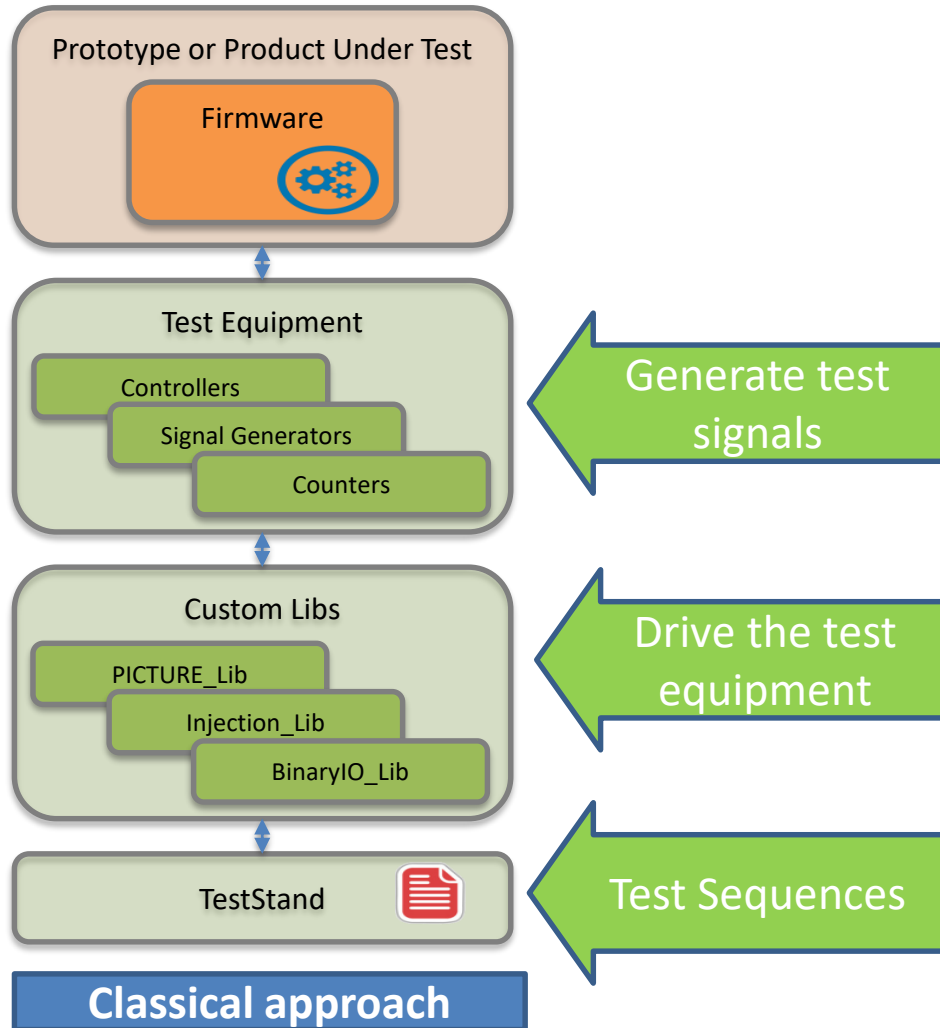 Prototype or Product Under Test
Firmware
Test Equipment
Controllers
Signal Generators
Counters
Generate test
signals
Custom Libs
PICTURE_Lib
Injection_Lib
BinaryIO_Lib
Drive the test
equipment
TestStand
Test Sequences
Classical approach